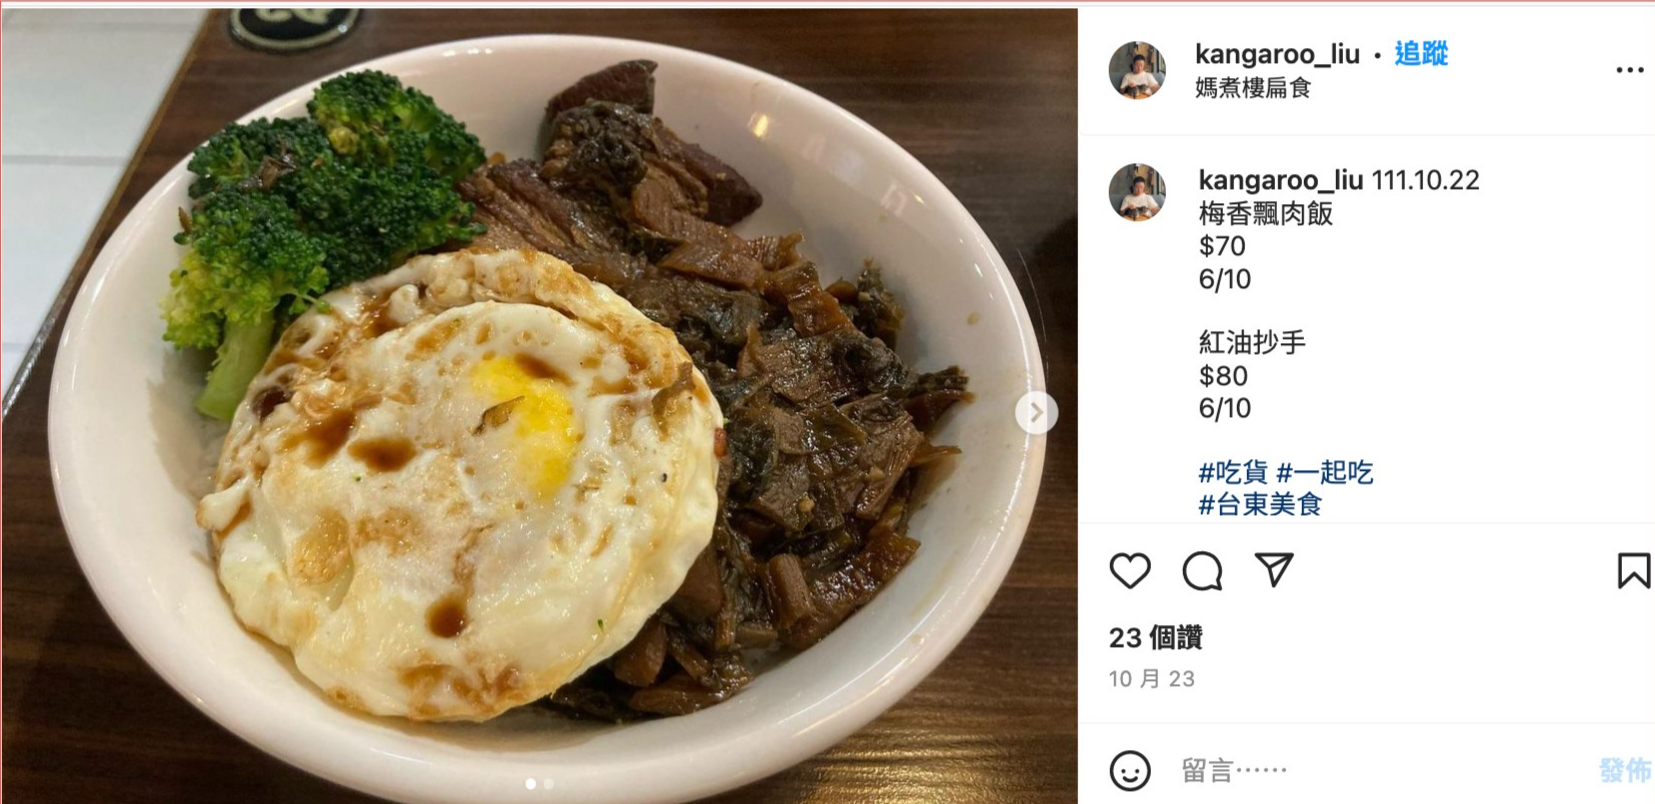 kangaroo_liu • 追蹤
媽煮樓扁食
kangaroo_liu 111.10.22
梅香飄肉飯
$70
6/10
紅油抄手
$80
6/10
#吃貨 #一起吃
#台東美食
23 個讚
10 月 23
留言⋯⋯
發佈